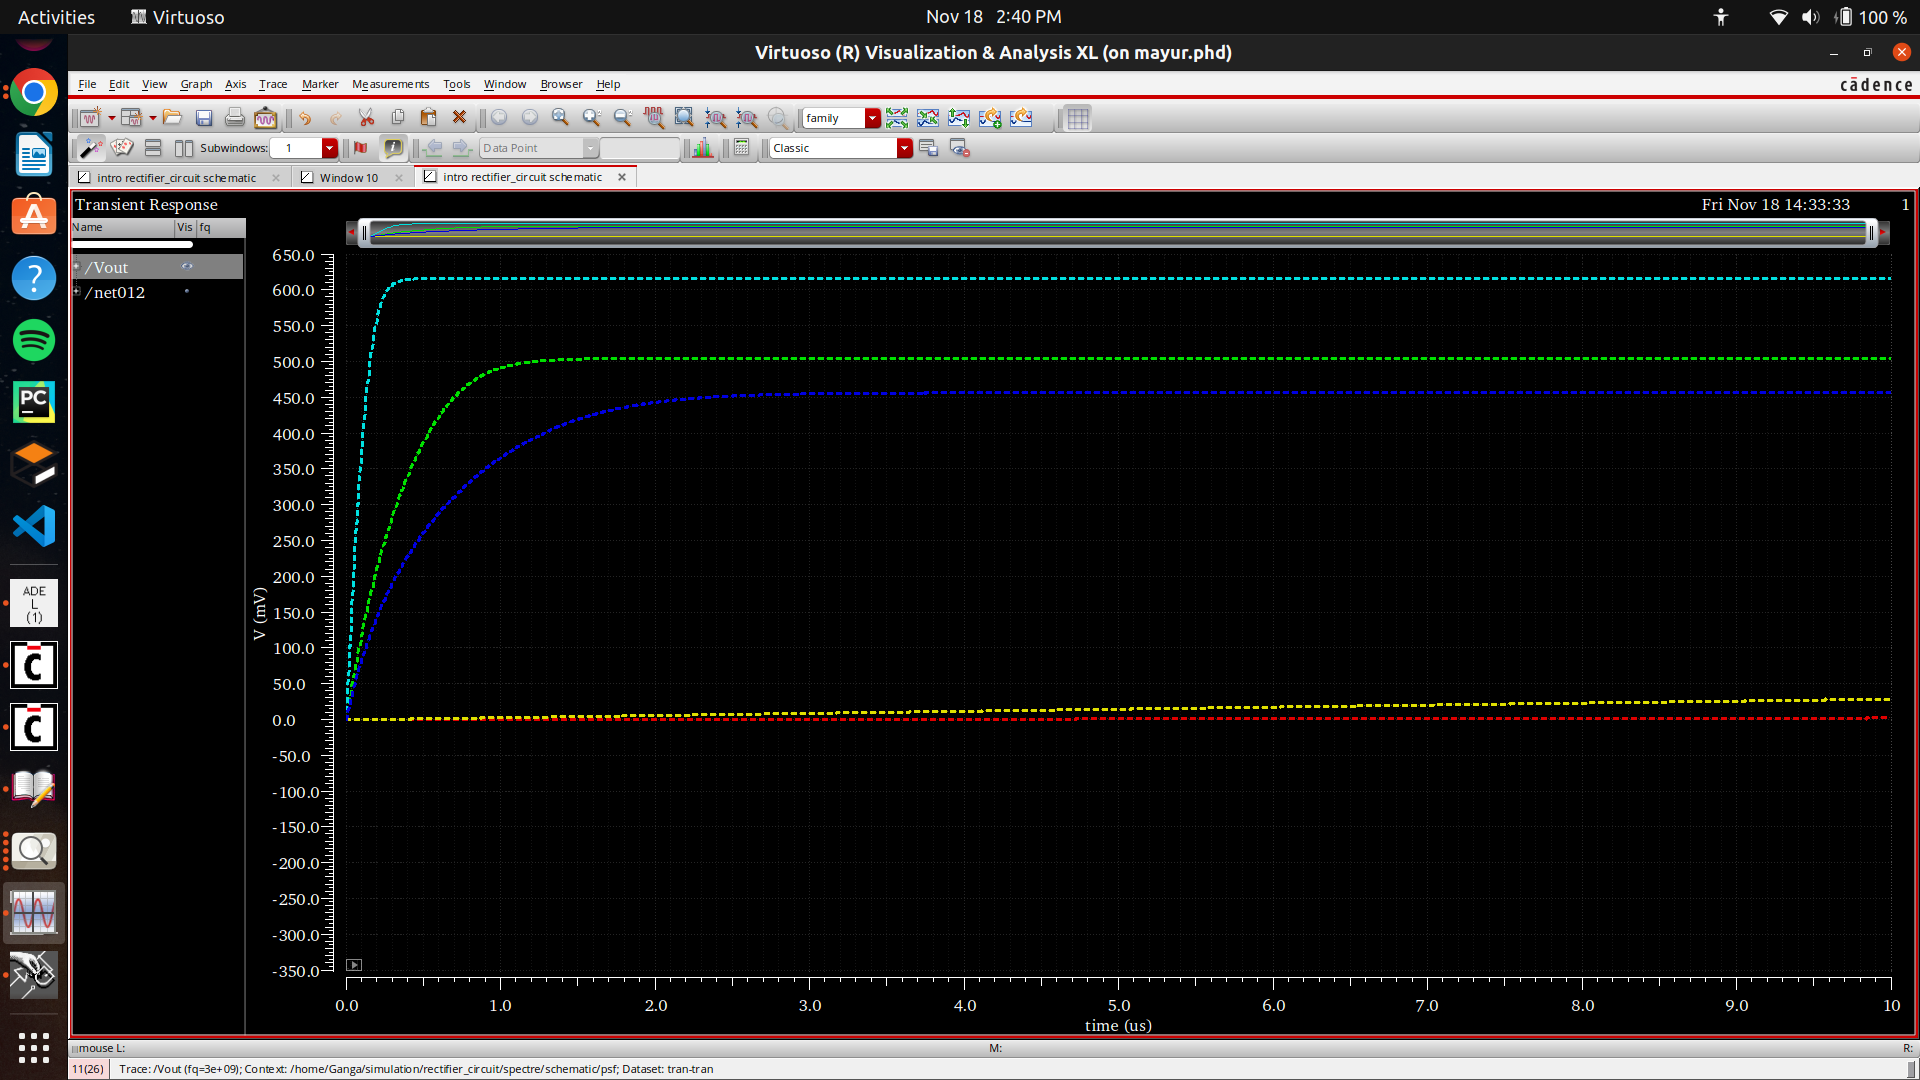 Activities
Virtuoso
Nov 18 2:40 PM
100 %
Virtuoso (R) Visualization & Analysis XL (on mayur.phd)
File Edit View Graph Axis Trace Marker Measurements Tools Window Browser Help
cādence
family
Subwindows: 1
Data Point
Classic
intro rectifier_circuit schematic
Window 10
intro rectifier_circuit schematic
Transient Response
Fri Nov 18 14:33:33
1
Name Vis fq
/Vout
/net012
650.0
600.0
550.0
500.0
450.0
400.0
350.0
300.0
250.0
200.0
150.0
100.0
50.0
0.0
-50.0
-100.0
-150.0
-200.0
-250.0
-300.0
-350.0
V (mV)
0.0 1.0 2.0 3.0 4.0 5.0 6.0 7.0 8.0 9.0 10
time (us)
PC
ADE
L
(1)
C
C
mouse L:
M:
R:
11(26)
Trace: /Vout (fq=3e+09); Context: /home/Ganga/simulation/rectifier_circuit/spectre/schematic/psf; Dataset: tran-tran